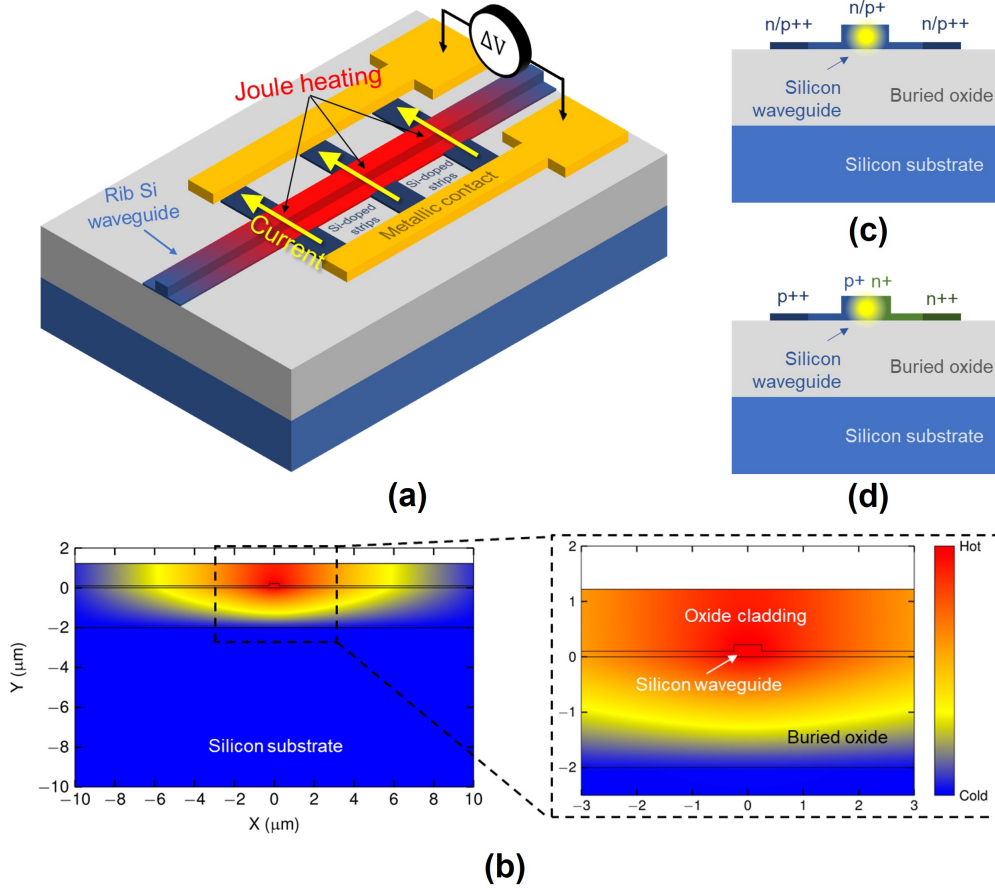 ΔV
Joule heating
Rib Si
waveguide
Si-doped
strips
Si-doped
strips
Current
Metallic contact
(a)
n/p+
n/p++ n/p++
Silicon
waveguide
Buried oxide
Silicon substrate
(c)
p+ n+
p++ n++
Silicon
waveguide
Buried oxide
Silicon substrate
(d)
2
0
−2
−4
−6
−8
−10
Y (μm)
Silicon substrate
−10 −8 −6 −4 −2 0 2 4 6 8 10
X (μm)
2
1
0
−1
−2
Oxide cladding
Silicon waveguide
Buried oxide
−3 −2 −1 0 1 2 3
Hot
Cold
(b)